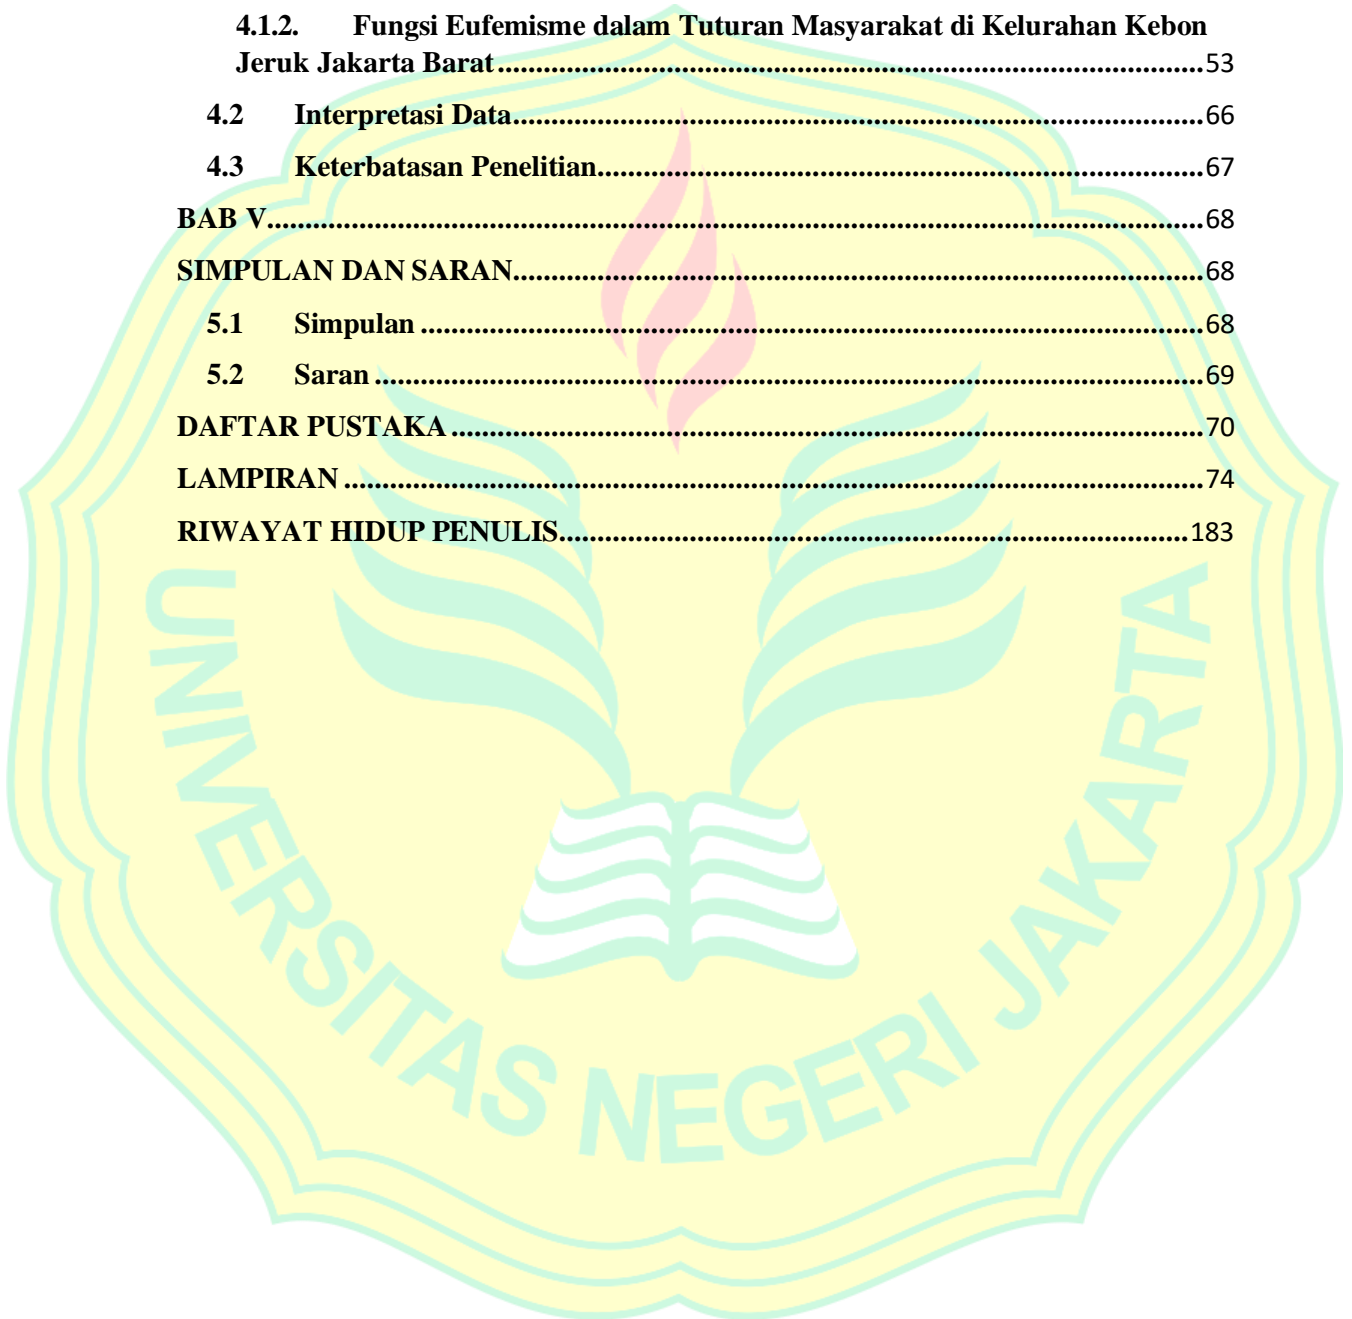 4.1.2. Fungsi Eufemisme dalam Tuturan Masyarakat di Kelurahan Kebon
Jeruk Jakarta Barat........................................................................................53
4.2 Interpretasi Data........................................................................................66
4.3 Keterbatasan Penelitian........................................................................................67
BAB V........................................................................................68
SIMPULAN DAN SARAN........................................................................................68
5.1 Simpulan........................................................................................68
5.2 Saran........................................................................................69
DAFTAR PUSTAKA........................................................................................70
LAMPIRAN........................................................................................74
RIWAYAT HIDUP PENULIS........................................................................................183
UNIVERSITAS NEGERI JAKARTA